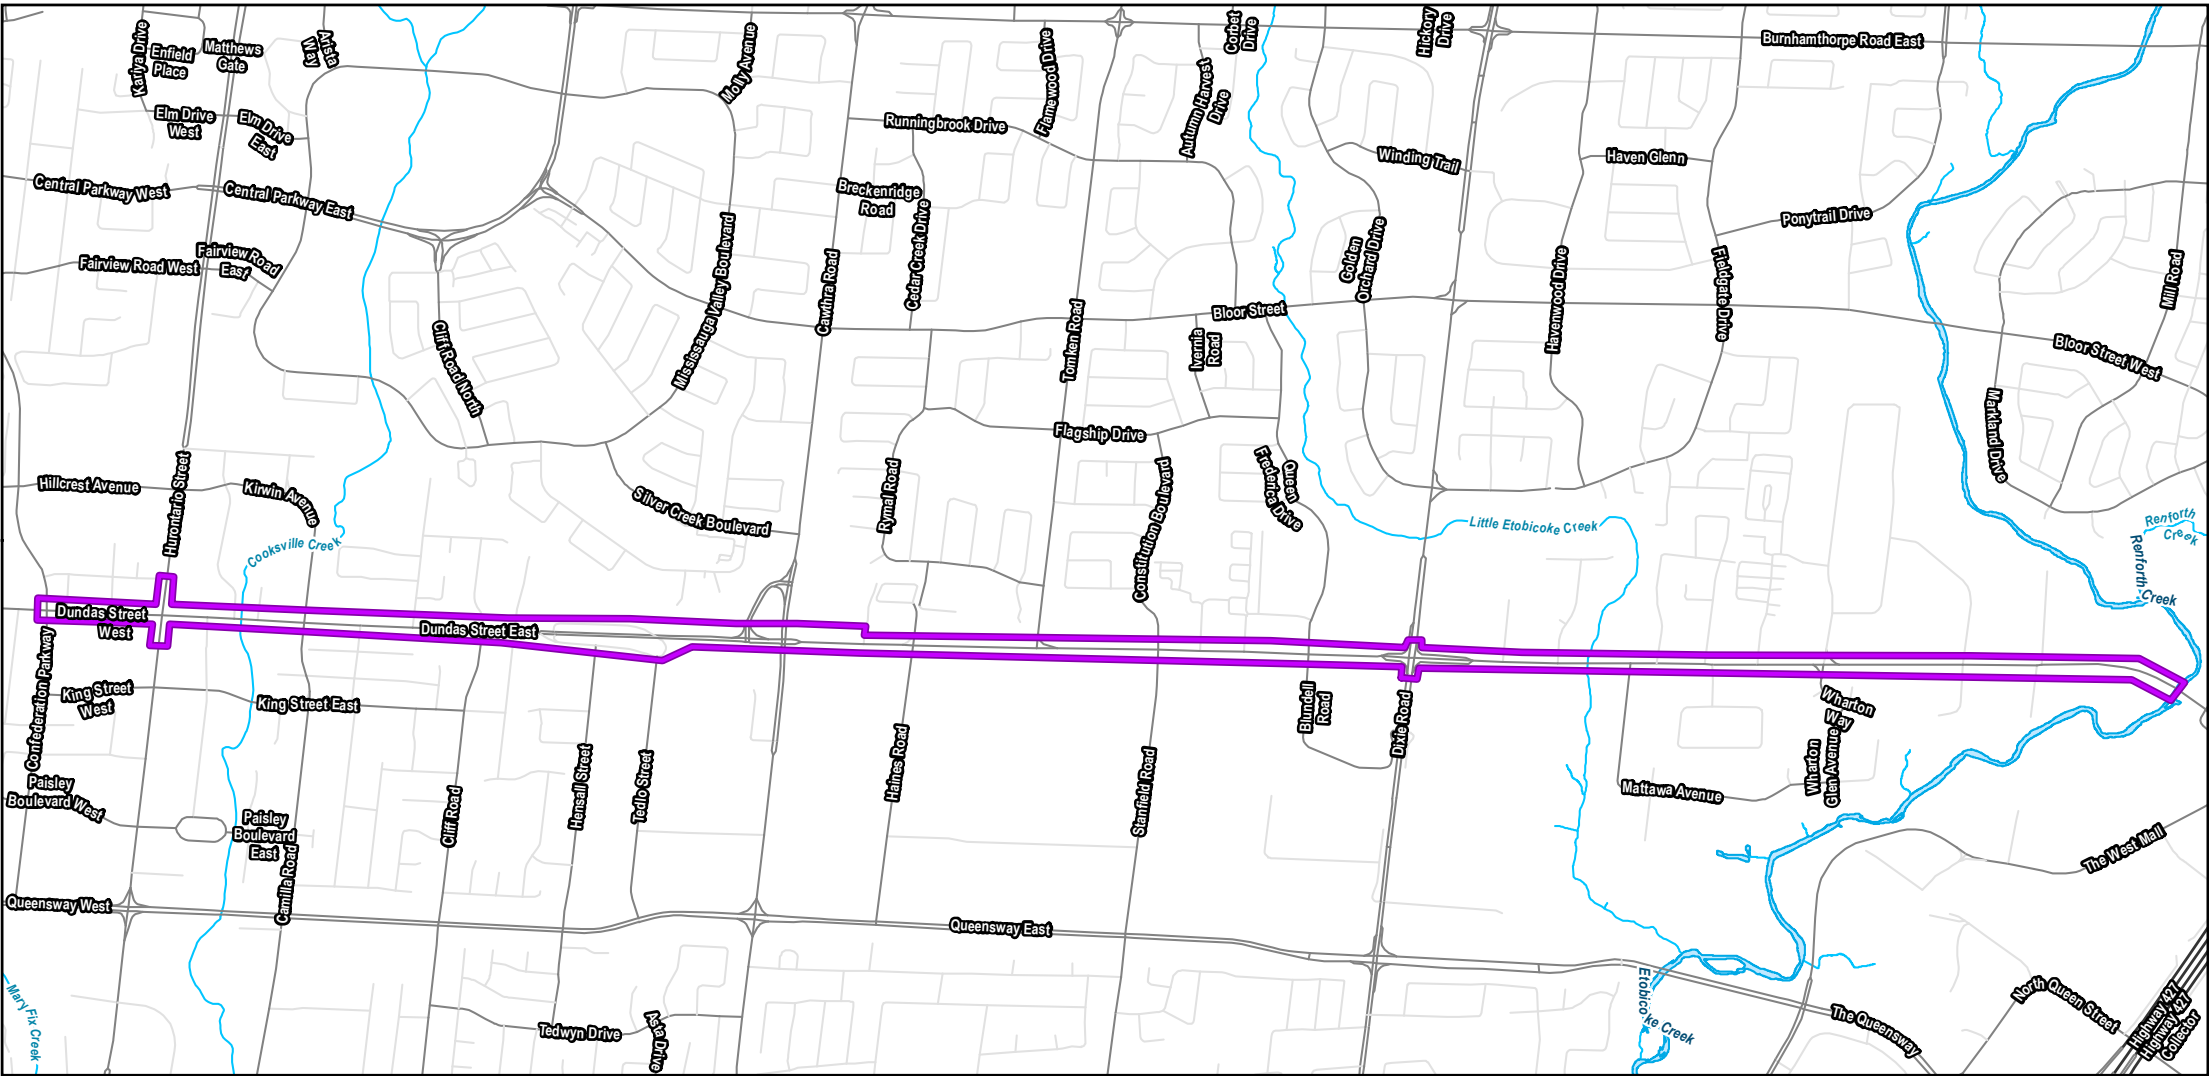 Kariya Drive
Enfield
Place
Matthews
Gate
Arista
Way
Molly Avenue
Flamewood Drive
Corbet
Drive
Autumn Harvest
Drive
Hickory
Drive
Burnhamthorpe Road East
Elm Drive
West
Elm Drive
East
Runningbrook Drive
Winding Trail
Haven Glenn
Central Parkway West
Central Parkway East
Breckenridge
Road
Cedar Creek Drive
Ponytrail Drive
Fairview Road West
Fairview Road
East
Mississauga Valley Boulevard
Cawthra Road
Golden
Orchard Drive
Havenwood Drive
Fieldgate Drive
Mill Road
Bloor Street
Tomken Road
Ivernia
Road
Bloor Street West
Cliff Road North
Markland Drive
Flagship Drive
Hillcrest Avenue
Hurontario Street
Kirwin Avenue
Silver Creek Boulevard
Rymal Road
Constitution Boulevard
Queen
Frederica Drive
Little Etobicoke Creek
Renforth
Creek
Renforth
Creek
Cooksville Creek
Dundas Street
West
Dundas Street East
Confederation Parkway
King Street
West
King Street East
Blundell
Road
Dixie Road
Wharton
Way
Wharton
Glen Avenue
Mattawa Avenue
Paisley
Boulevard West
Paisley
Boulevard
East
Camilla Road
Cliff Road
Hensall Street
Tedlo Street
Haines Road
Stanfield Road
The West Mall
Queensway West
Queensway East
Mary Fix Creek
Tedwyn Drive
Asta Drive
Etobicoke Creek
The Queensway
North Queen Street
Highway 427
Highway 427
Collector